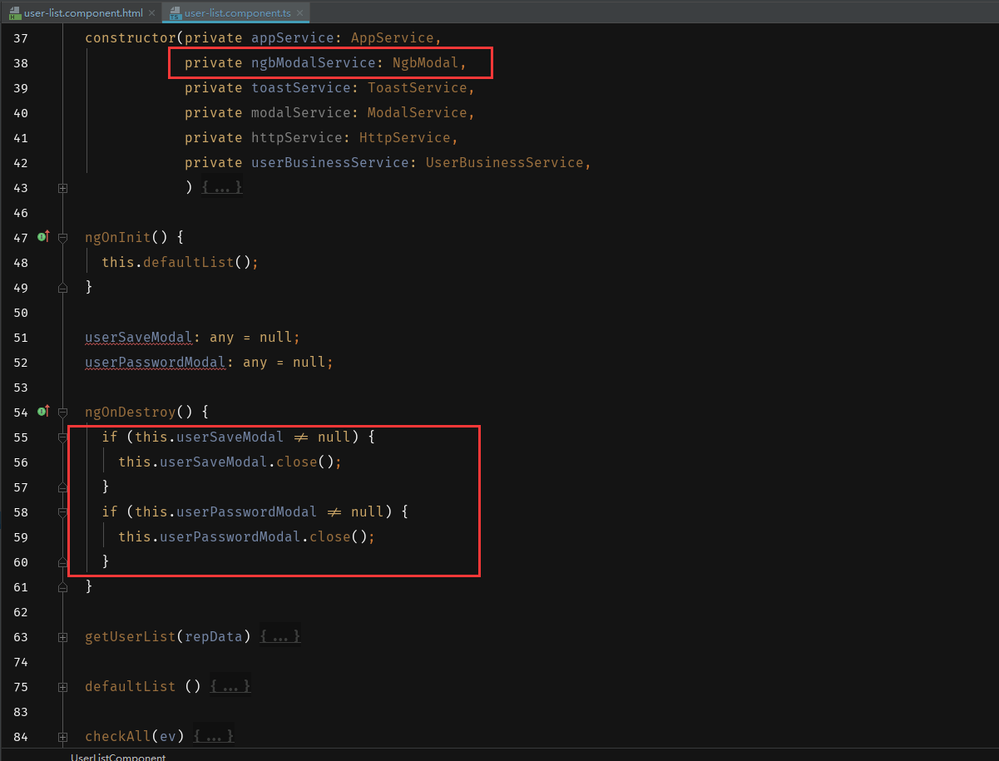 user-list.component.html
user-list.component.ts
37 constructor(private appService: AppService,
38 private ngbModalService: NgbModal,
39 private toastService: ToastService,
40 private modalService: ModalService,
41 private httpService: HttpService,
42 private userBusinessService: UserBusinessService,
43 ) {...}
46
47 ngOnInit() {
48 this.defaultList();
49 }
50
51 userSaveModal: any = null;
52 userPasswordModal: any = null;
53
54 ngOnDestroy() {
55 if (this.userSaveModal ≠ null) {
56 this.userSaveModal.close();
57 }
58 if (this.userPasswordModal ≠ null) {
59 this.userPasswordModal.close();
60 }
61 }
62
63 getUserList(repData) {...}
74
75 defaultList () {...}
83
84 checkAll(ev) {...}
UserListComponent